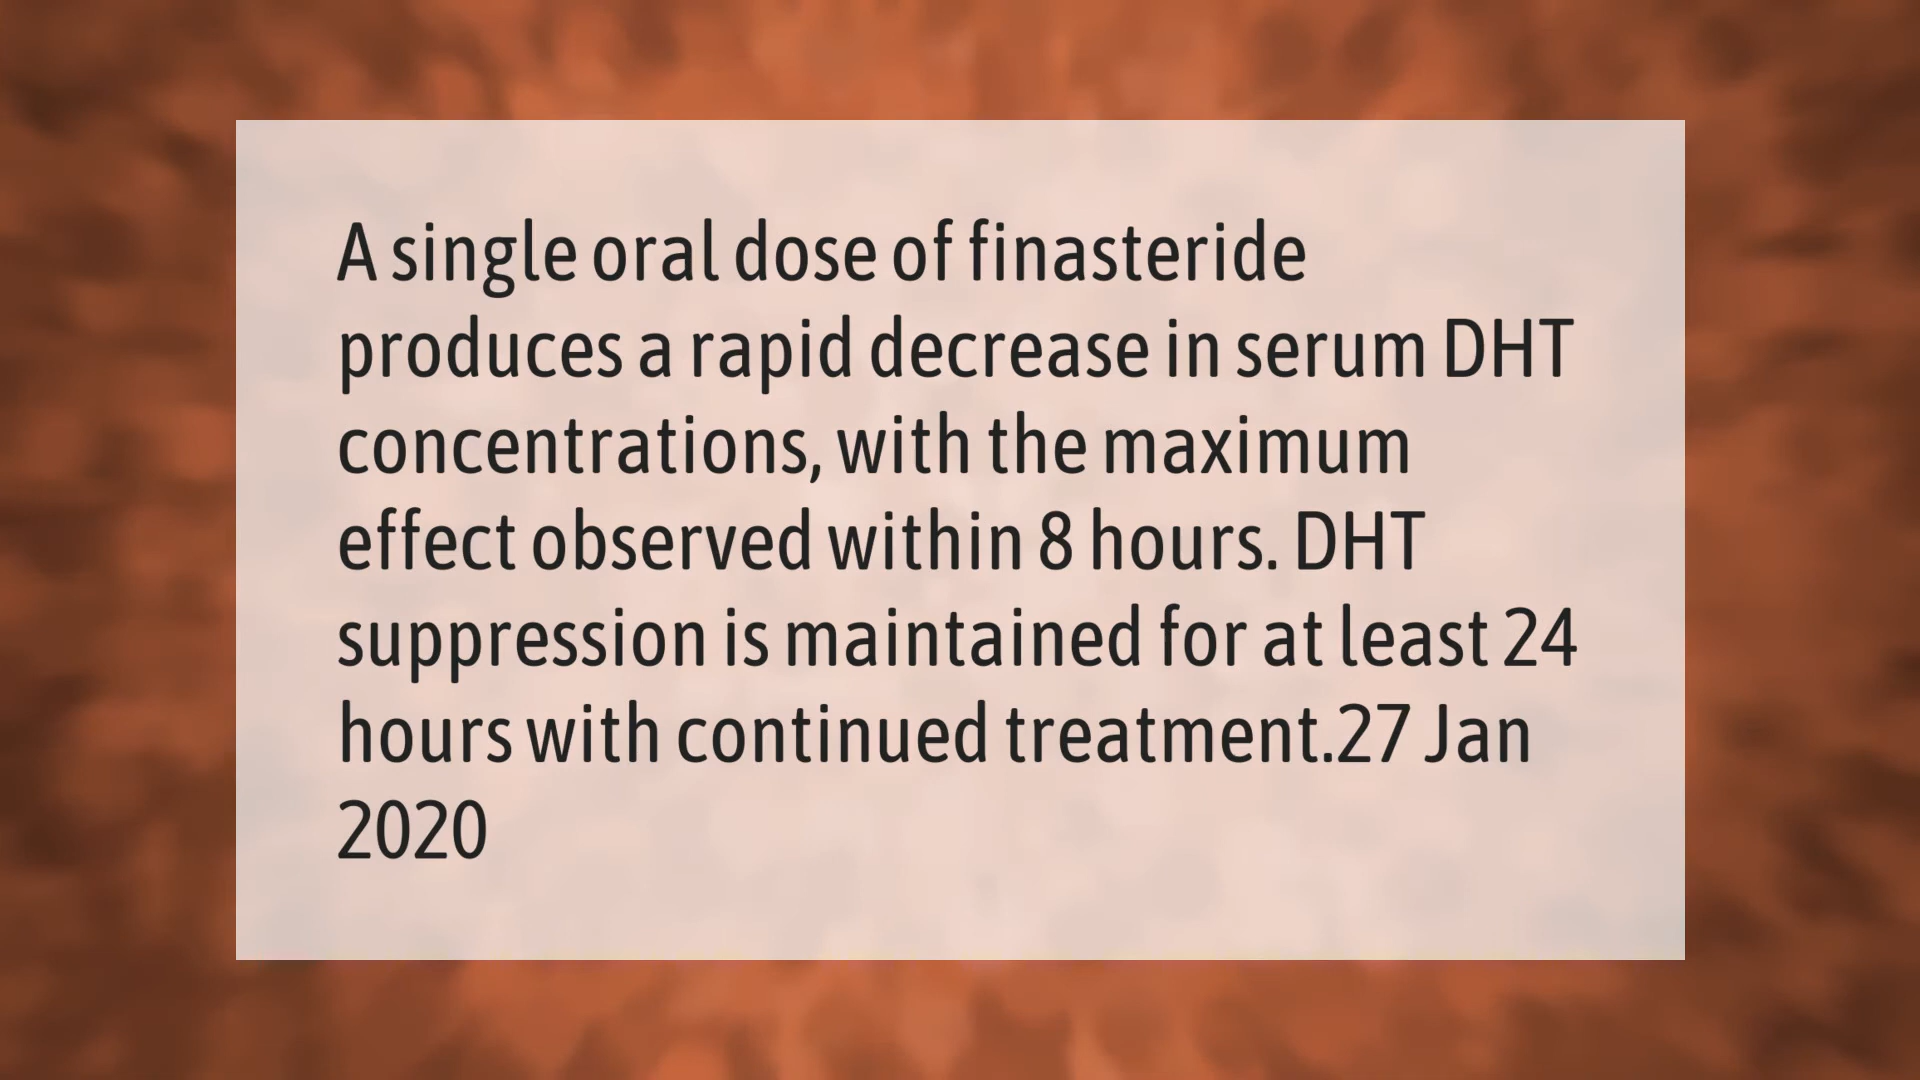 A single oral dose of finasteride
produces a rapid decrease in serum DHT
concentrations, with the maximum
effect observed within 8 hours. DHT
suppression is maintained for at least 24
hours with continued treatment.27 Jan
2020